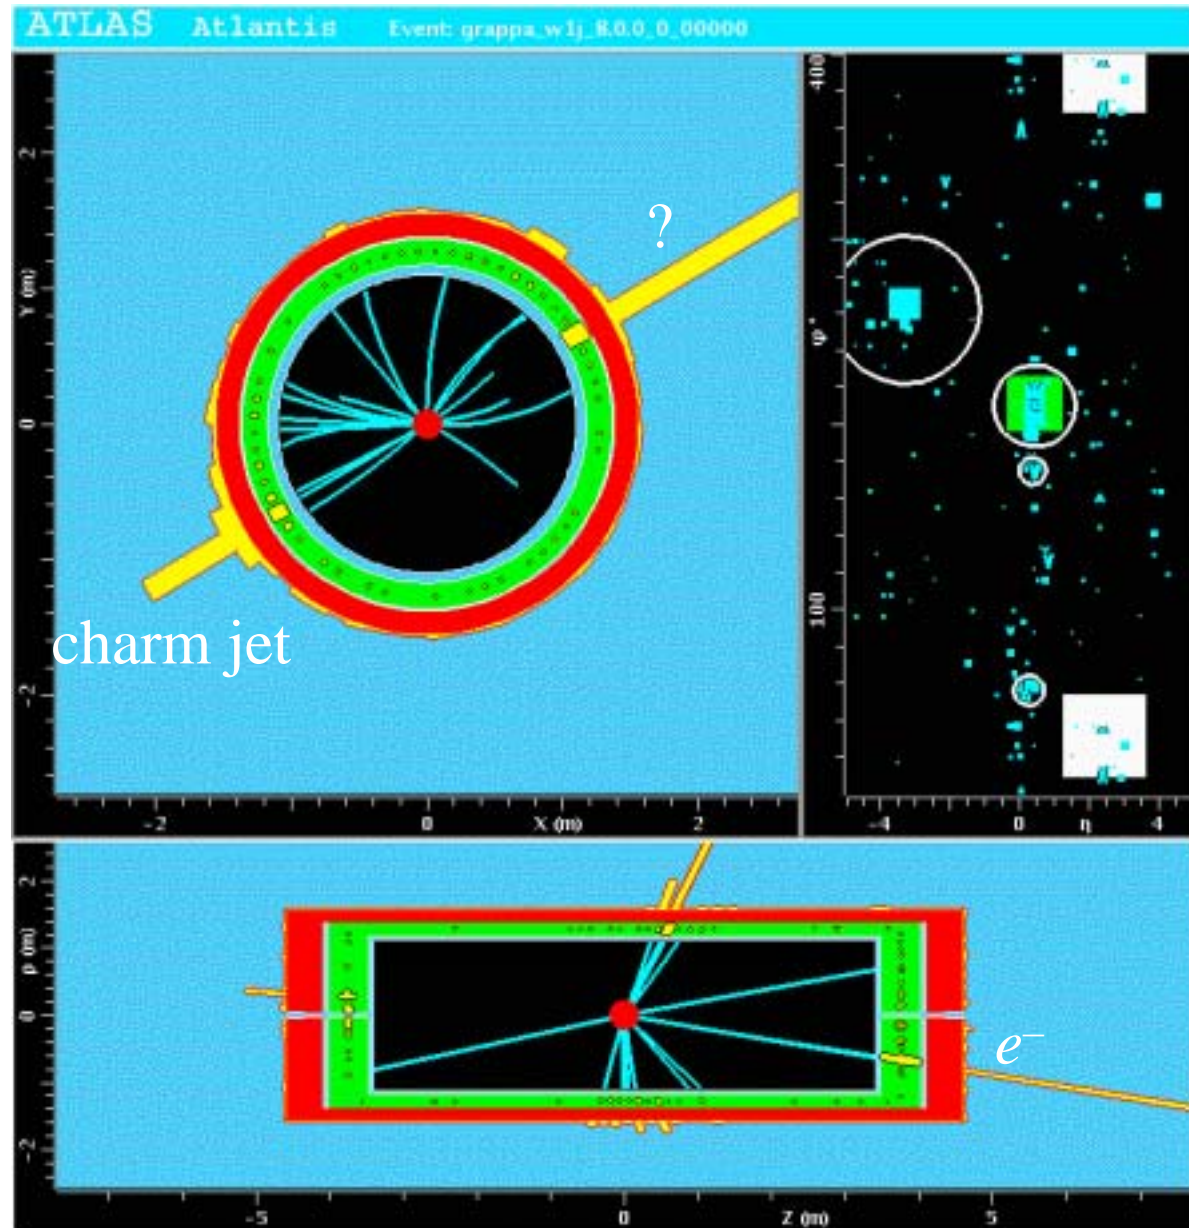 ATLAS Atlantis Event: grappa_w1j_8.0.0_0_00000
?
charm jet
2
Y (m)
0
-2
-2 0 X (m) 2
400
φ°
100
-4 0 η 4
e⁻
2
ρ (m)
0
-2
-5 0 Z (m) 5